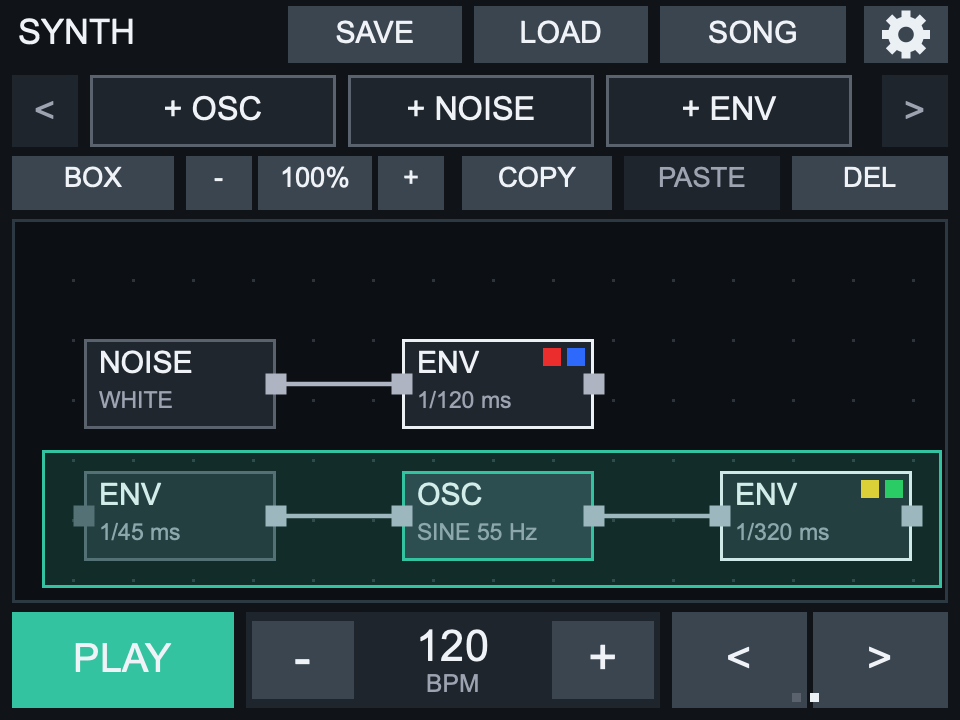 SYNTH SAVE LOAD SONG
< + OSC + NOISE + ENV >
BOX - 100% + COPY PASTE DEL
NOISE ENV
WHITE 1/120 ms
ENV OSC ENV
1/45 ms SINE 55 Hz 1/320 ms
PLAY - 120 + < >
BPM